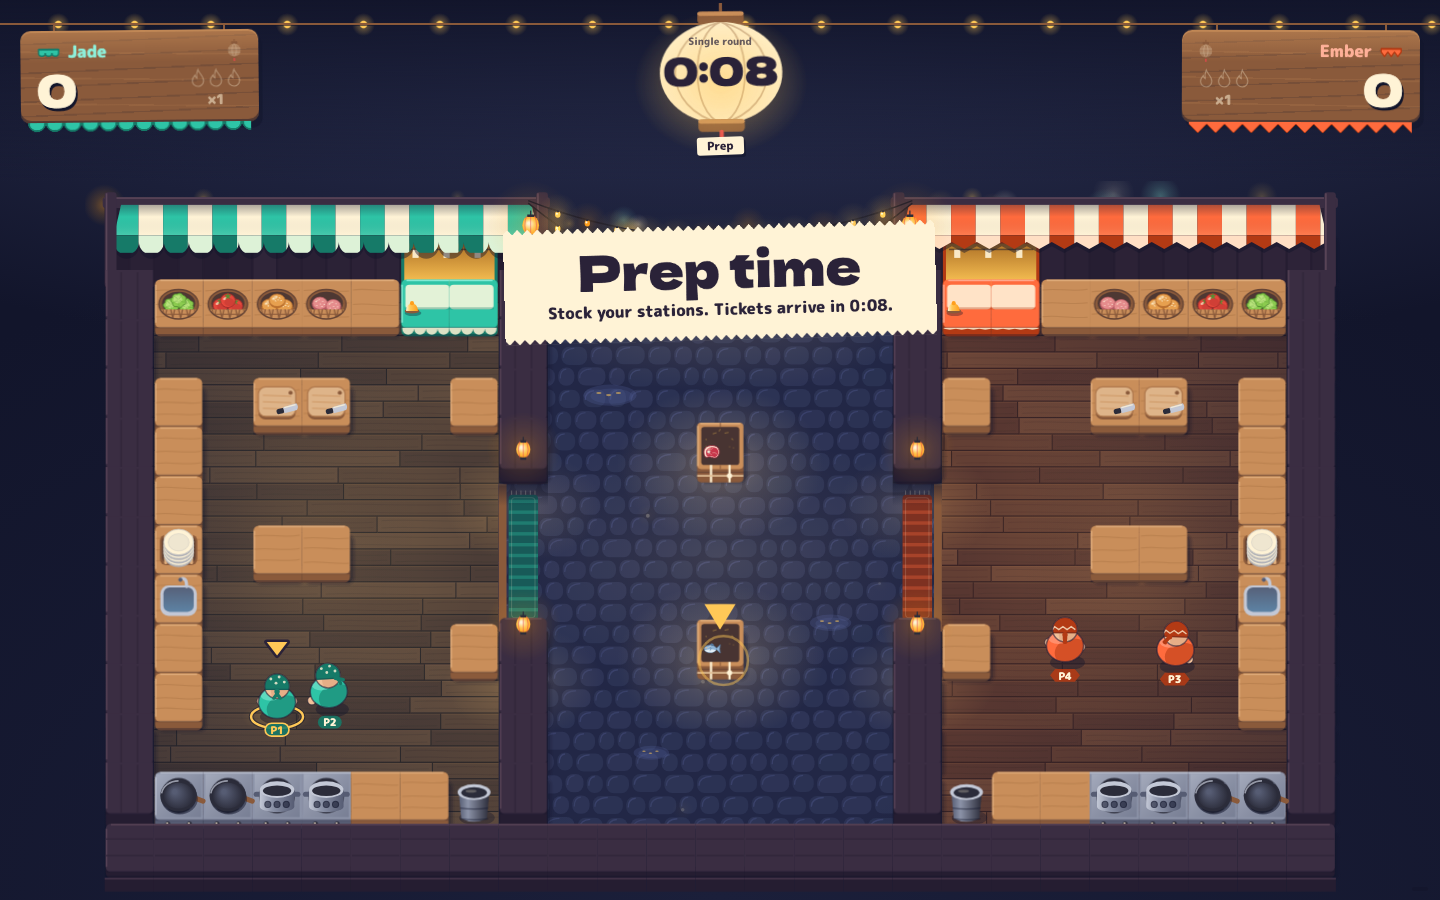 Jade
0
x1
Single round
0:08
Prep
Ember
x1
0
Prep time
Stock your stations. Tickets arrive in 0:08.
P1
P2
P4
P3